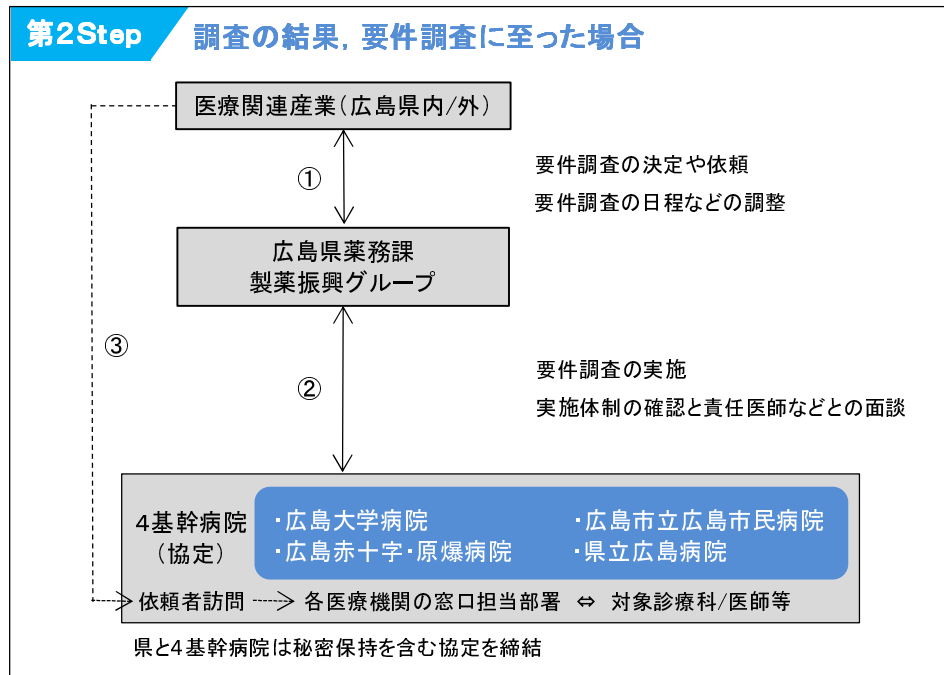 第2Step
調査の結果，要件調査に至った場合
医療関連産業（広島県内/外）
①
要件調査の決定や依頼
要件調査の日程などの調整
広島県薬務課
製薬振興グループ
③
②
要件調査の実施
実施体制の確認と責任医師などとの面談
4基幹病院
（協定）
・広島大学病院
・広島市立広島市民病院
・広島赤十字・原爆病院
・県立広島病院
依頼者訪問
各医療機関の窓口担当部署 ⇔ 対象診療科/医師等
県と4基幹病院は秘密保持を含む協定を締結